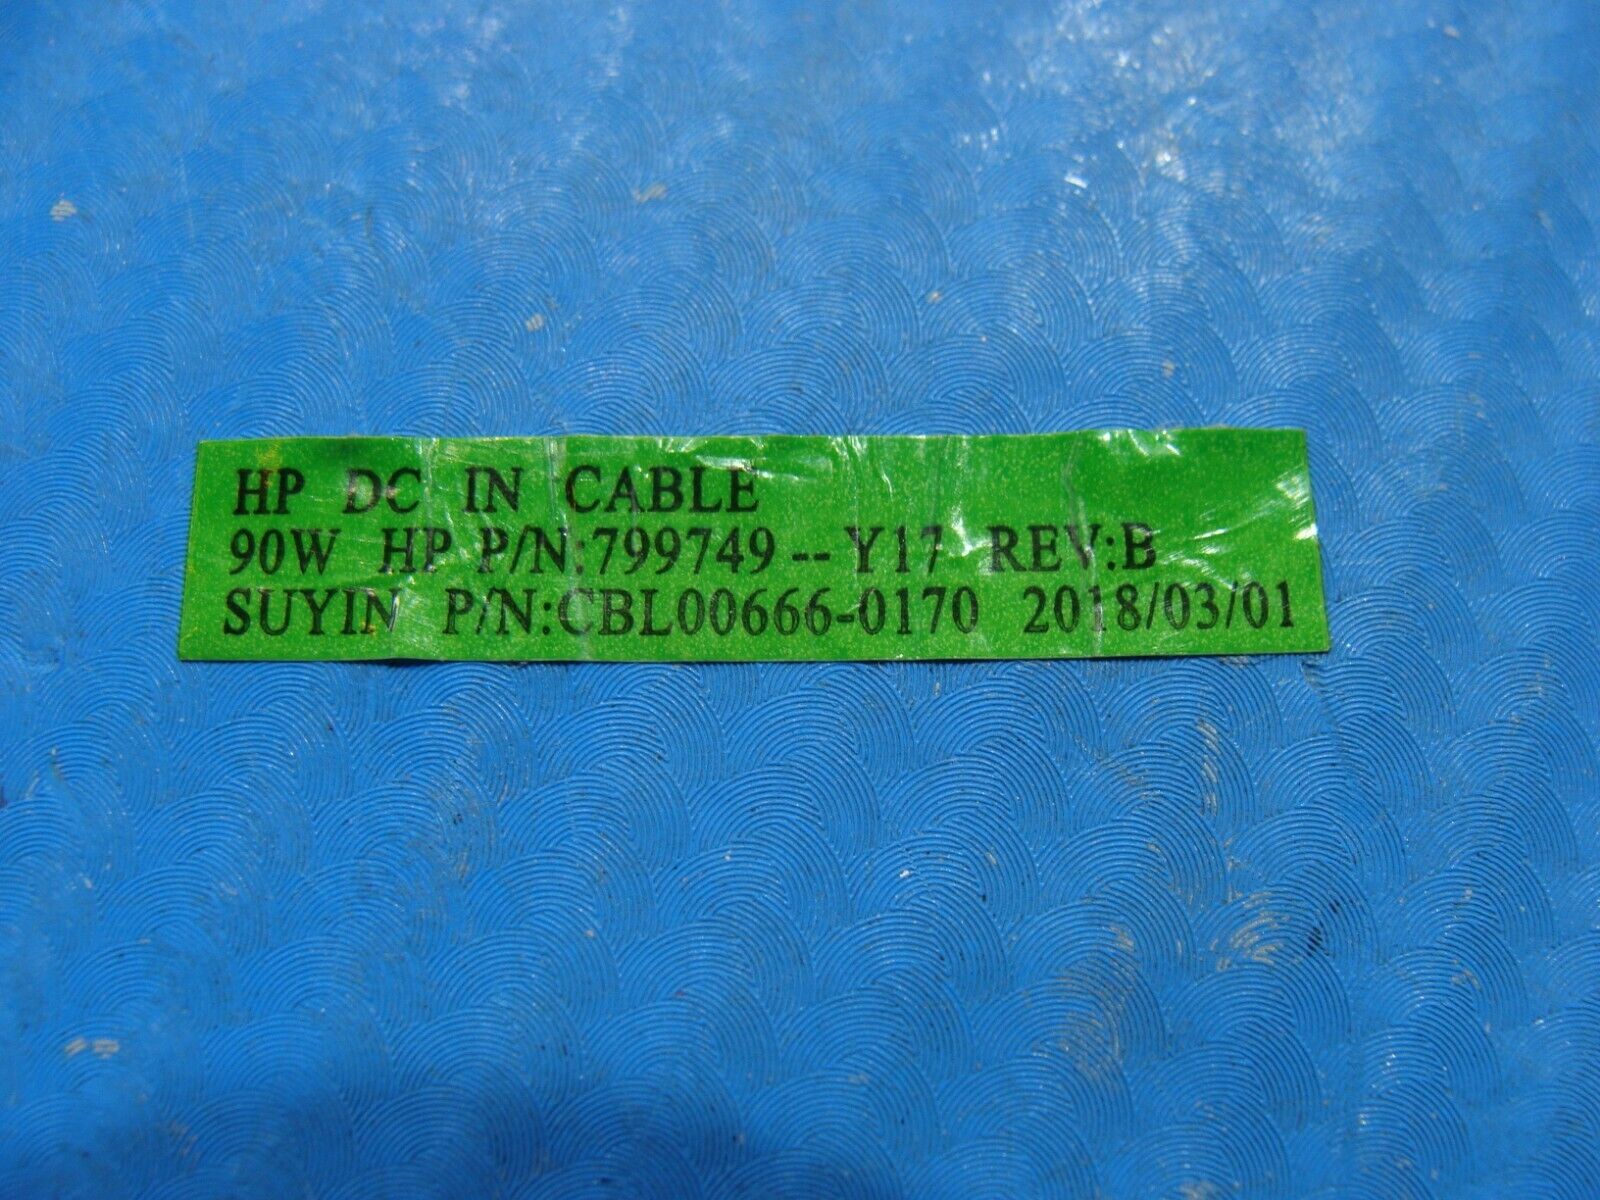 HP DC IN CABLE
90W HP P/N:799749--Y17 REV:B
SUYIN P/N:CBL00666-0170 2018/03/01